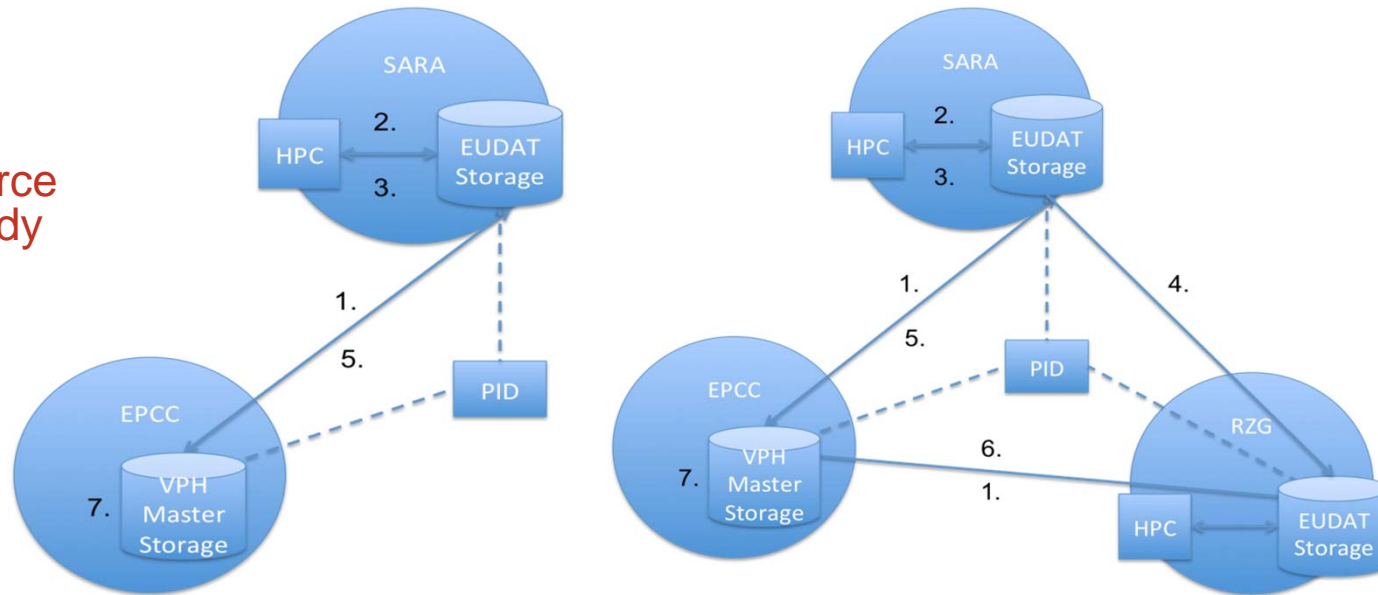 rce
dy
SARA
2.
HPC
EUDAT
Storage
3.
1.
5.
PID
EPCC
VPH
Master
Storage
7.
SARA
2.
HPC
EUDAT
Storage
3.
1.
4.
5.
PID
EPCC
RZG
VPH
Master
Storage
7.
6.
1.
HPC
EUDAT
Storage